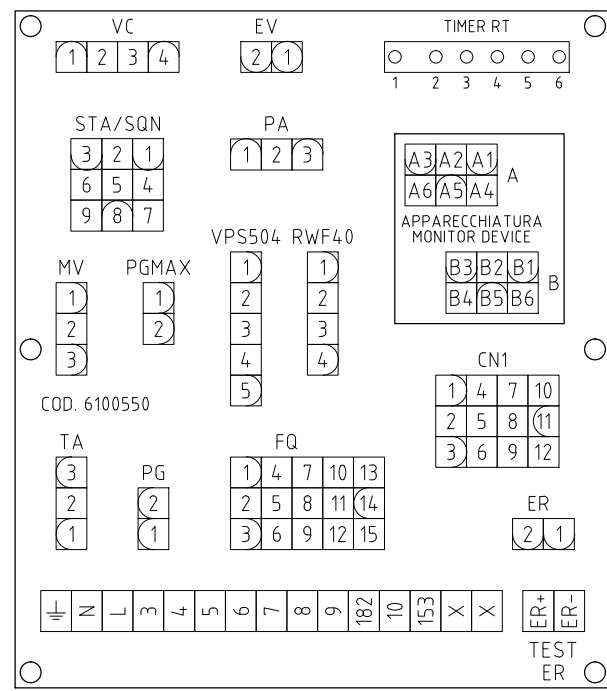 VC
1 2 3 4
EV
2 1
TIMER RT
1 2 3 4 5 6
STA/SQN
3 2 1
6 5 4
9 8 7
PA
1 2 3
A3 A2 A1
A6 A5 A4
A
APPARECCHIATURA
MONITOR DEVICE
B3 B2 B1
B4 B5 B6
B
VPS504
1
2
3
4
5
RWF40
1
2
3
4
MV
1
2
3
PGMAX
1
2
CN1
1 4 7 10
2 5 8 11
3 6 9 12
COD. 6100550
TA
3
2
1
PG
2
1
FQ
1 4 7 10 13
2 5 8 11 14
3 6 9 12 15
ER
2 1
N L 3 4 5 6 7 8 9 182 10 153 X X
ER+ ER-
TEST
ER